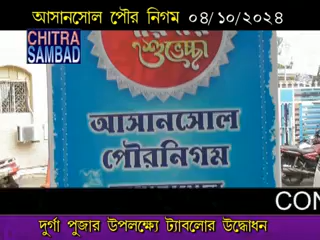 আসানসোল পৌর নিগম ০৪/১০/২০২৪
CHITRA
SAMBAD
শুভেচ্ছা
আসানসোল
পৌরনিগম
CON
দুর্গা পুজার উপলক্ষ্যে ট্যাবলোর উদ্ধোধন